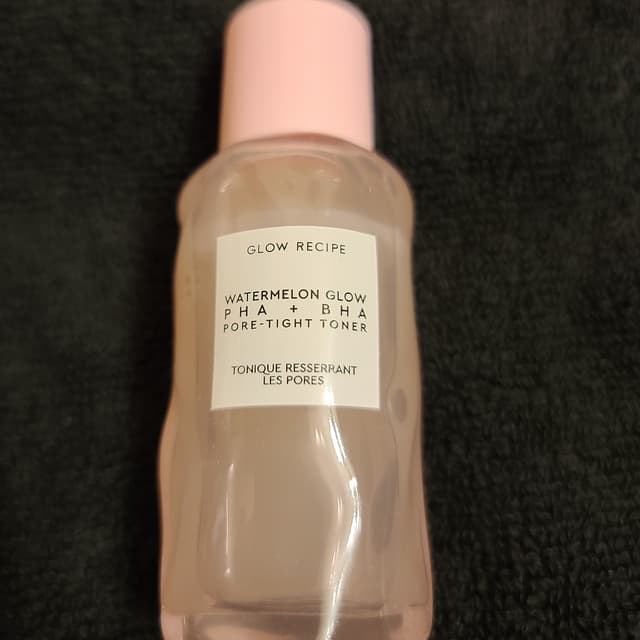 GLOW RECIPE
WATERMELON GLOW
PHA + BHA
PORE-TIGHT TONER
TONIQUE RESSERRANT
LES PORES